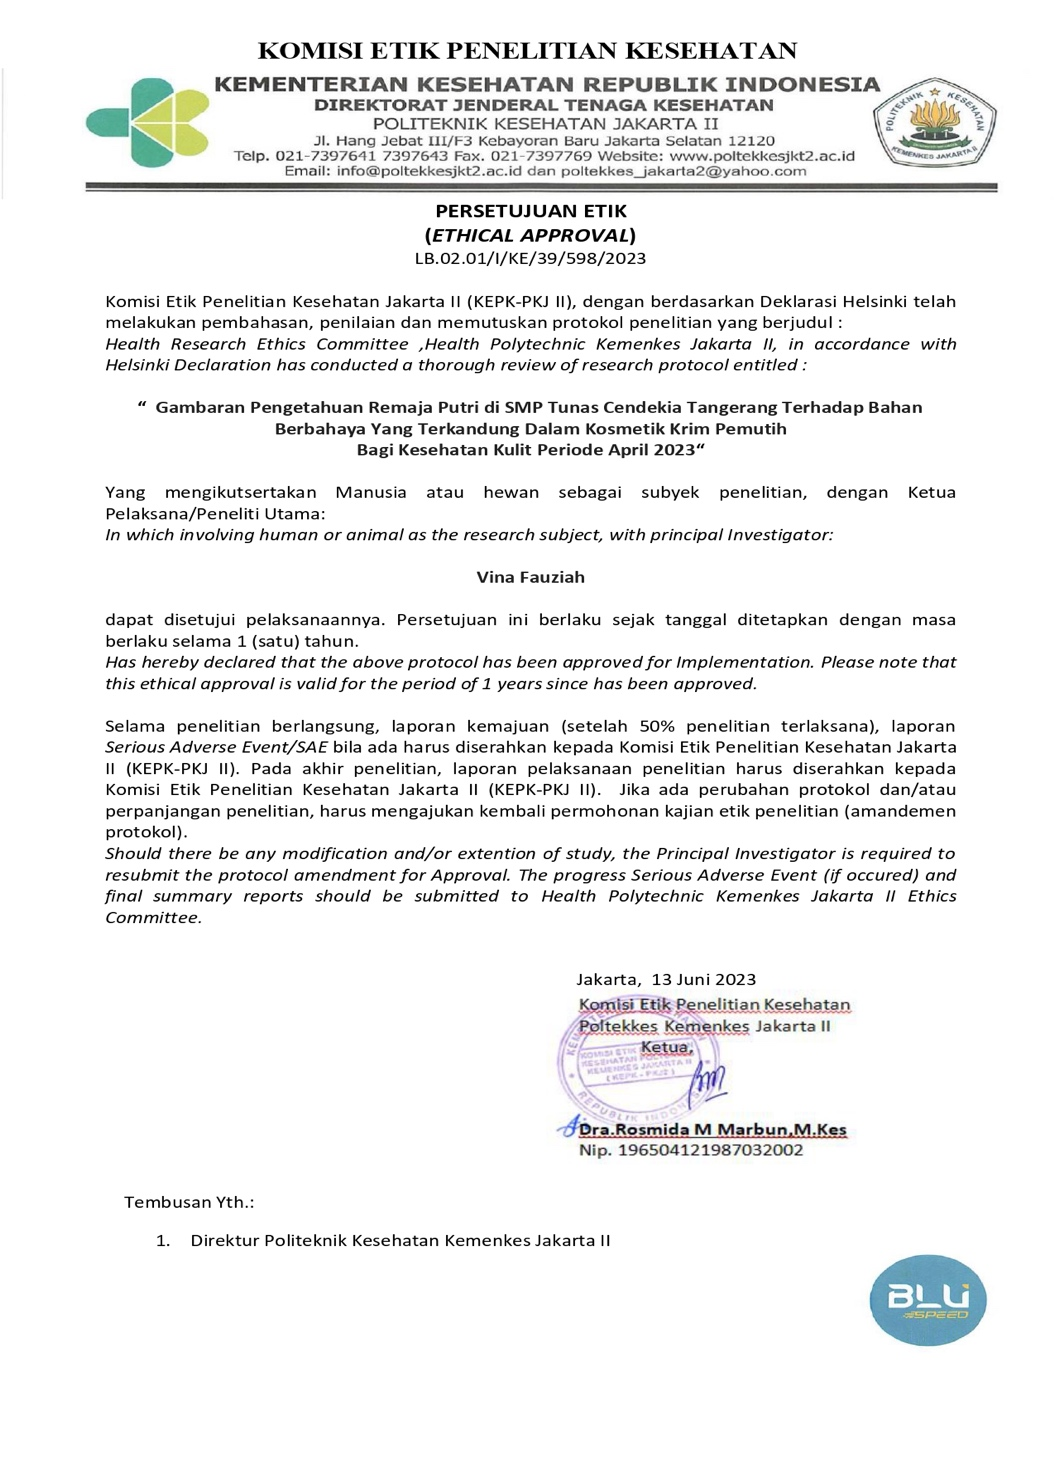 KOMISI ETIK PENELITIAN KESEHATAN
KEMENTERIAN KESEHATAN REPUBLIK INDONESIA
DIREKTORAT JENDERAL TENAGA KESEHATAN
POLITEKNIK KESEHATAN JAKARTA II
Jl. Hang Jebat III/F3 Kebayoran Baru Jakarta Selatan 12120
Telp. 021-7397641 7397643 Fax. 021-7397769 Website: www.poltekkesjkt2.ac.id
Email: info@poltekkesjkt2.ac.id dan poltekkes_jakarta2@yahoo.com
POLITEKNIK KESEHATAN
KEMENKES JAKARTA II
PERSETUJUAN ETIK
(ETHICAL APPROVAL)
LB.02.01/I/KE/39/598/2023
Komisi Etik Penelitian Kesehatan Jakarta II (KEPK-PKJ II), dengan berdasarkan Deklarasi Helsinki telah
melakukan pembahasan, penilaian dan memutuskan protokol penelitian yang berjudul :
Health Research Ethics Committee ,Health Polytechnic Kemenkes Jakarta II, in accordance with
Helsinki Declaration has conducted a thorough review of research protocol entitled :
“ Gambaran Pengetahuan Remaja Putri di SMP Tunas Cendekia Tangerang Terhadap Bahan
Berbahaya Yang Terkandung Dalam Kosmetik Krim Pemutih
Bagi Kesehatan Kulit Periode April 2023“
Yang mengikutsertakan Manusia atau hewan sebagai subyek penelitian, dengan Ketua
Pelaksana/Peneliti Utama:
In which involving human or animal as the research subject, with principal Investigator:
Vina Fauziah
dapat disetujui pelaksanaannya. Persetujuan ini berlaku sejak tanggal ditetapkan dengan masa
berlaku selama 1 (satu) tahun.
Has hereby declared that the above protocol has been approved for Implementation. Please note that
this ethical approval is valid for the period of 1 years since has been approved.
Selama penelitian berlangsung, laporan kemajuan (setelah 50% penelitian terlaksana), laporan
Serious Adverse Event/SAE bila ada harus diserahkan kepada Komisi Etik Penelitian Kesehatan Jakarta
II (KEPK-PKJ II). Pada akhir penelitian, laporan pelaksanaan penelitian harus diserahkan kepada
Komisi Etik Penelitian Kesehatan Jakarta II (KEPK-PKJ II). Jika ada perubahan protokol dan/atau
perpanjangan penelitian, harus mengajukan kembali permohonan kajian etik penelitian (amandemen
protokol).
Should there be any modification and/or extention of study, the Principal Investigator is required to
resubmit the protocol amendment for Approval. The progress Serious Adverse Event (if occured) and
final summary reports should be submitted to Health Polytechnic Kemenkes Jakarta II Ethics
Committee.
Jakarta, 13 Juni 2023
Komisi Etik Penelitian Kesehatan
Poltekkes Kemenkes Jakarta II
Ketua,
KOMISI ETIK
KEMENKES JAKARTA II
(KEPK - PKJ2)
REPUBLIK INDONES
Dra.Rosmida M Marbun,M.Kes
Nip. 196504121987032002
Tembusan Yth.:
1. Direktur Politeknik Kesehatan Kemenkes Jakarta II
BLU
SPEED